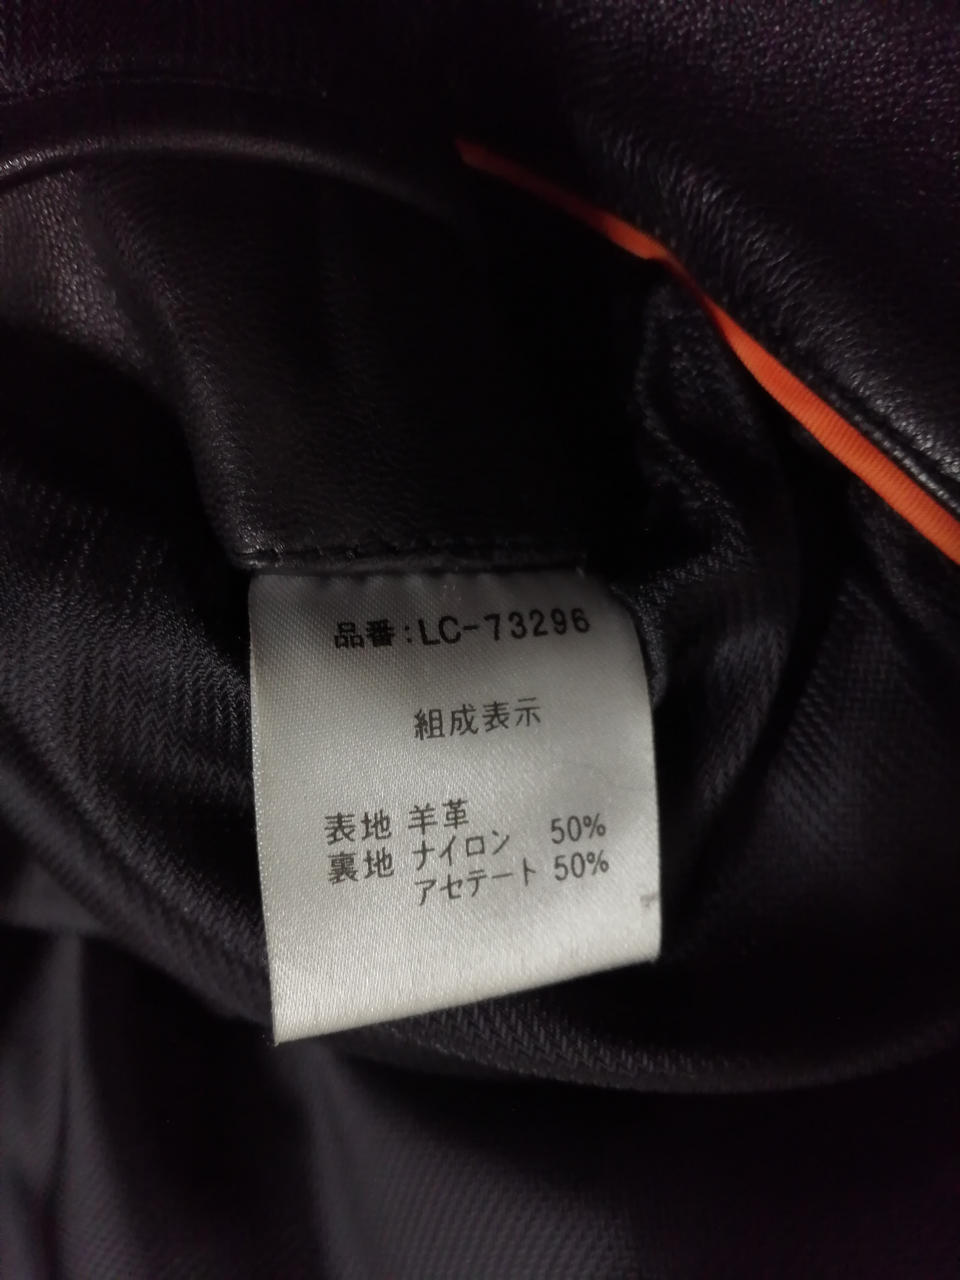 品番:LC-73296
組成表示
表地 羊革
裏地 ナイロン 50%
アセテート 50%